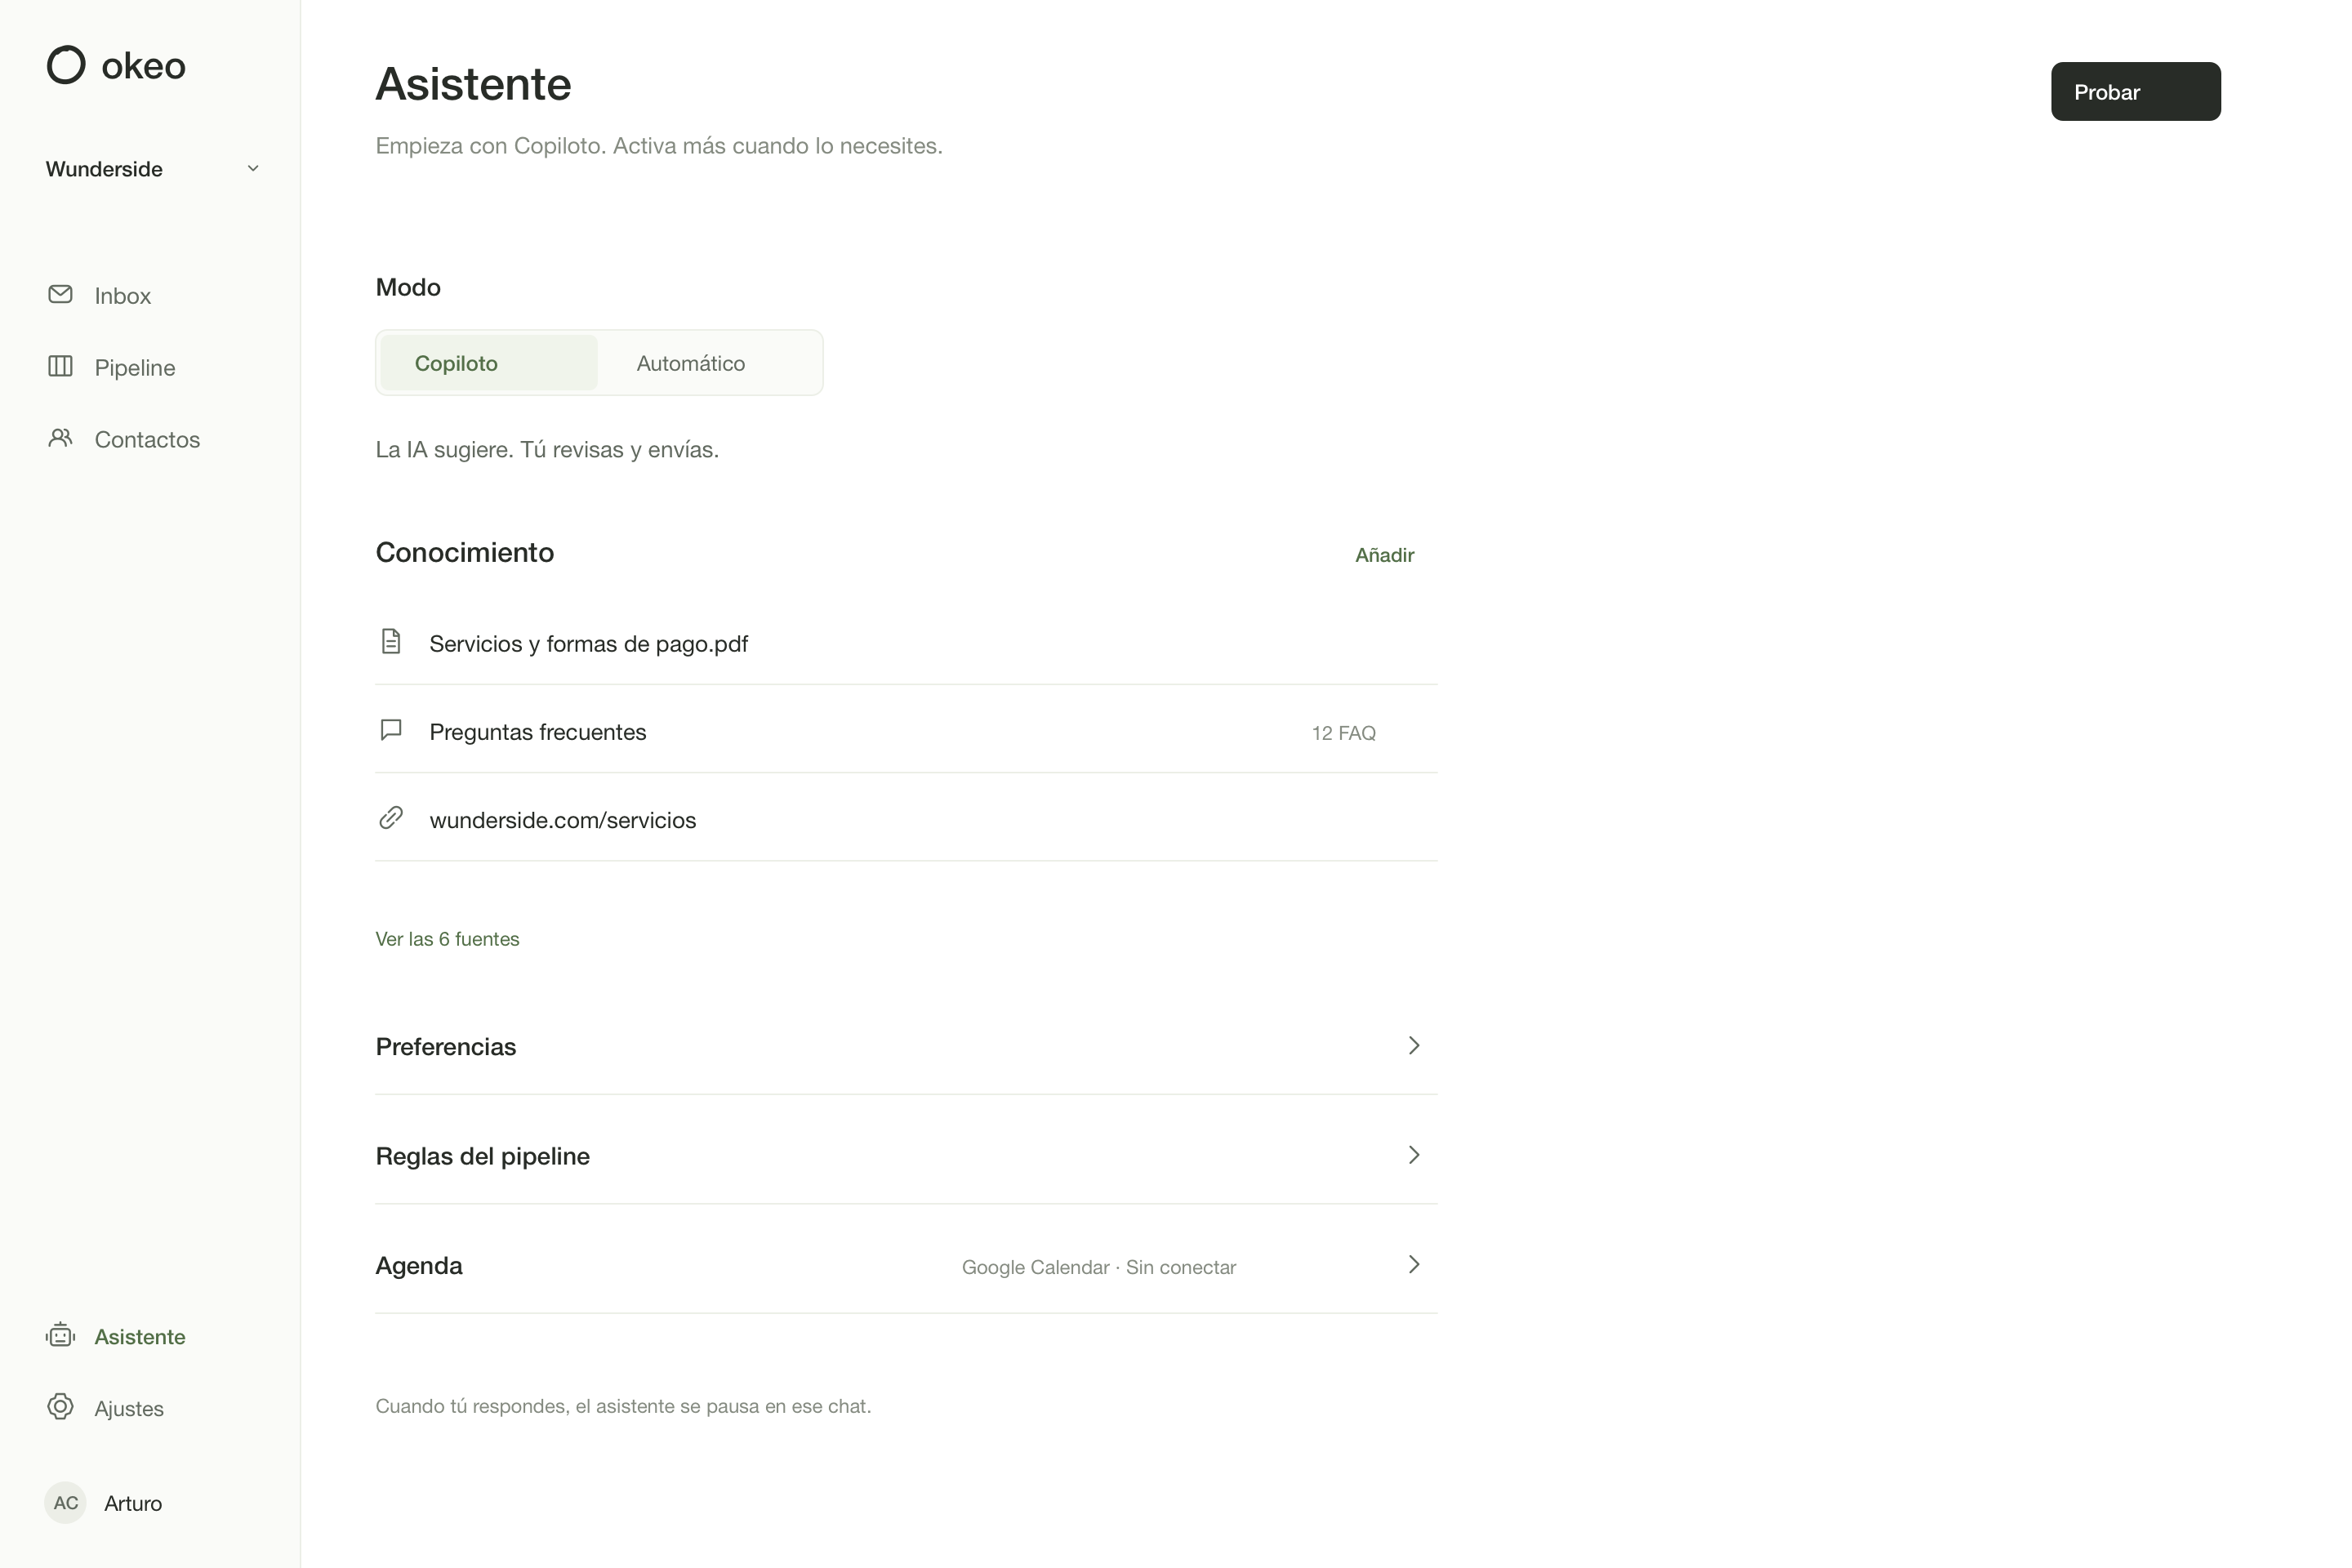 okeo
Wunderside
Inbox
Pipeline
Contactos
Asistente
Ajustes
AC Arturo
Asistente
Probar
Empieza con Copiloto. Activa más cuando lo necesites.
Modo
Copiloto Automático
La IA sugiere. Tú revisas y envías.
Conocimiento Añadir
Servicios y formas de pago.pdf
Preguntas frecuentes 12 FAQ
wunderside.com/servicios
Ver las 6 fuentes
Preferencias
Reglas del pipeline
Agenda Google Calendar · Sin conectar
Cuando tú respondes, el asistente se pausa en ese chat.